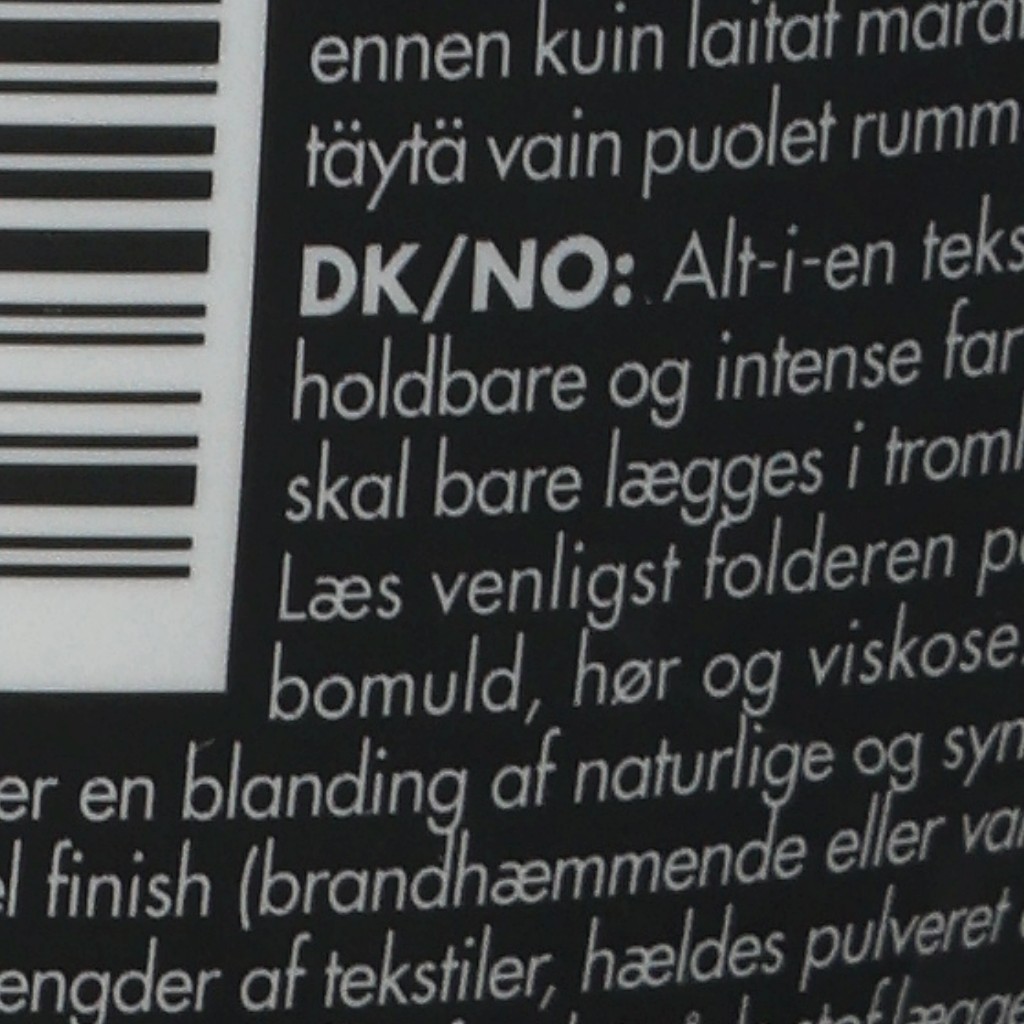 ennen kuin laitat
täytä vain puolet
DK/NO: Alt-i-en
holdbare og intense
skal bare lægges i
Læs venligst folderen
bomuld, hør og viskose.
er en blanding af naturlige og
finish (brandhæmmende eller
af tekstiler, hældes pulveret